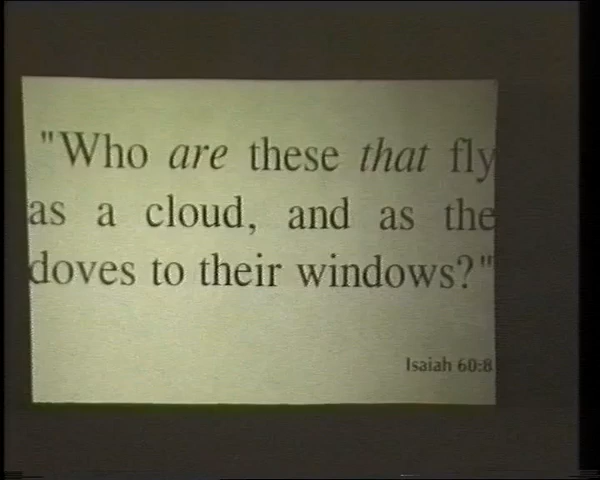 "Who are these that fly
as a cloud, and as the
doves to their windows?"
Isaiah 60:8